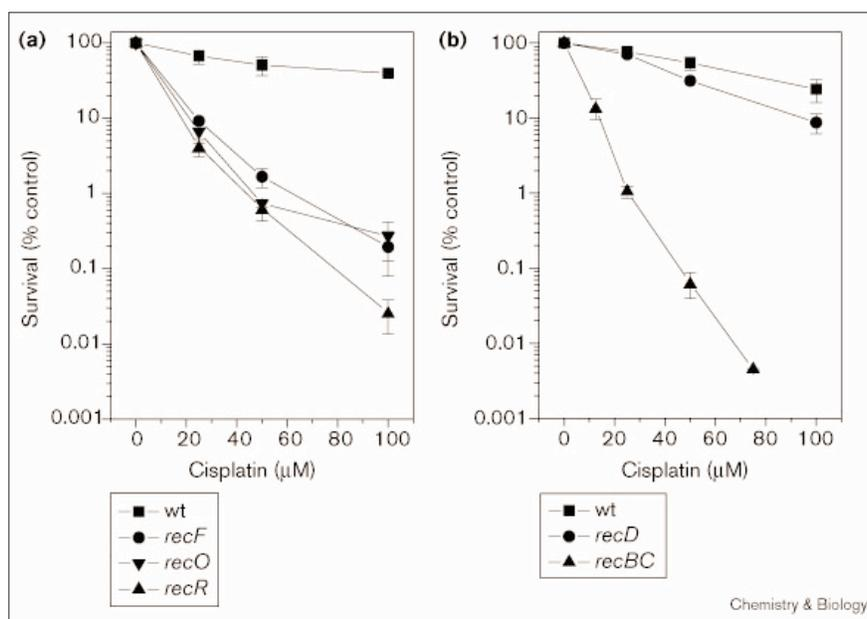 (a)
100
10
1
0.1
0.01
0.001
Survival (% control)
0 20 40 60 80 100
Cisplatin (μM)
wt
recF
recO
recR
(b)
100
10
1
0.1
0.01
0.001
Survival (% control)
0 20 40 60 80 100
Cisplatin (μM)
wt
recD
recBC
Chemistry & Biology